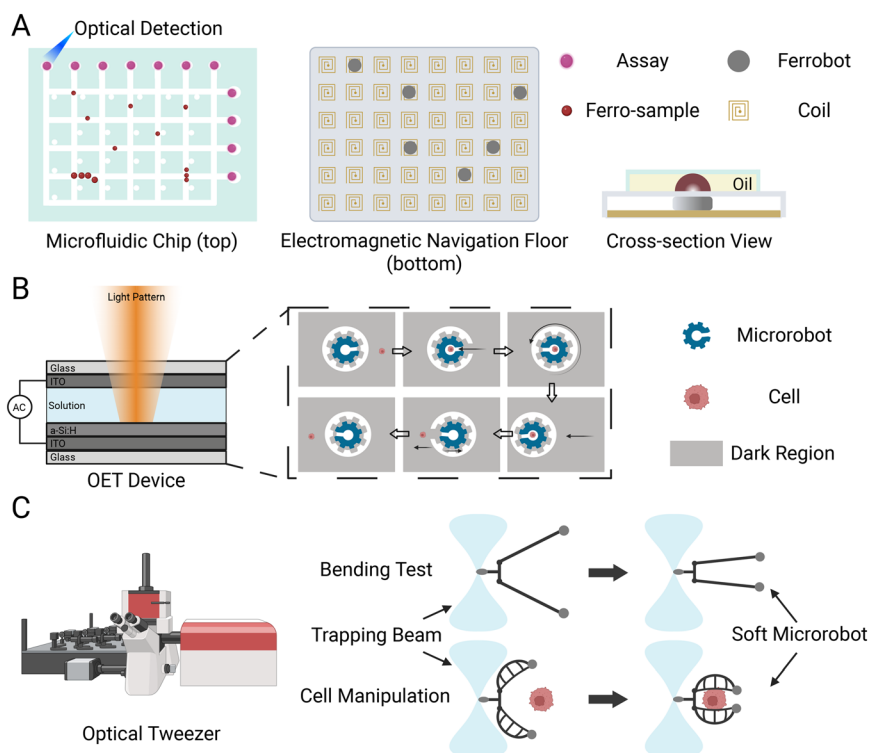 A
Optical Detection
Assay
Ferrobot
Ferro-sample
Coil
Oil
Microfluidic Chip (top)
Electromagnetic Navigation Floor
(bottom)
Cross-section View
B
Light Pattern
Glass
ITO
Solution
AC
a-Si:H
ITO
Glass
OET Device
Microrobot
Cell
Dark Region
C
Bending Test
Trapping Beam
Soft Microrobot
Cell Manipulation
Optical Tweezer